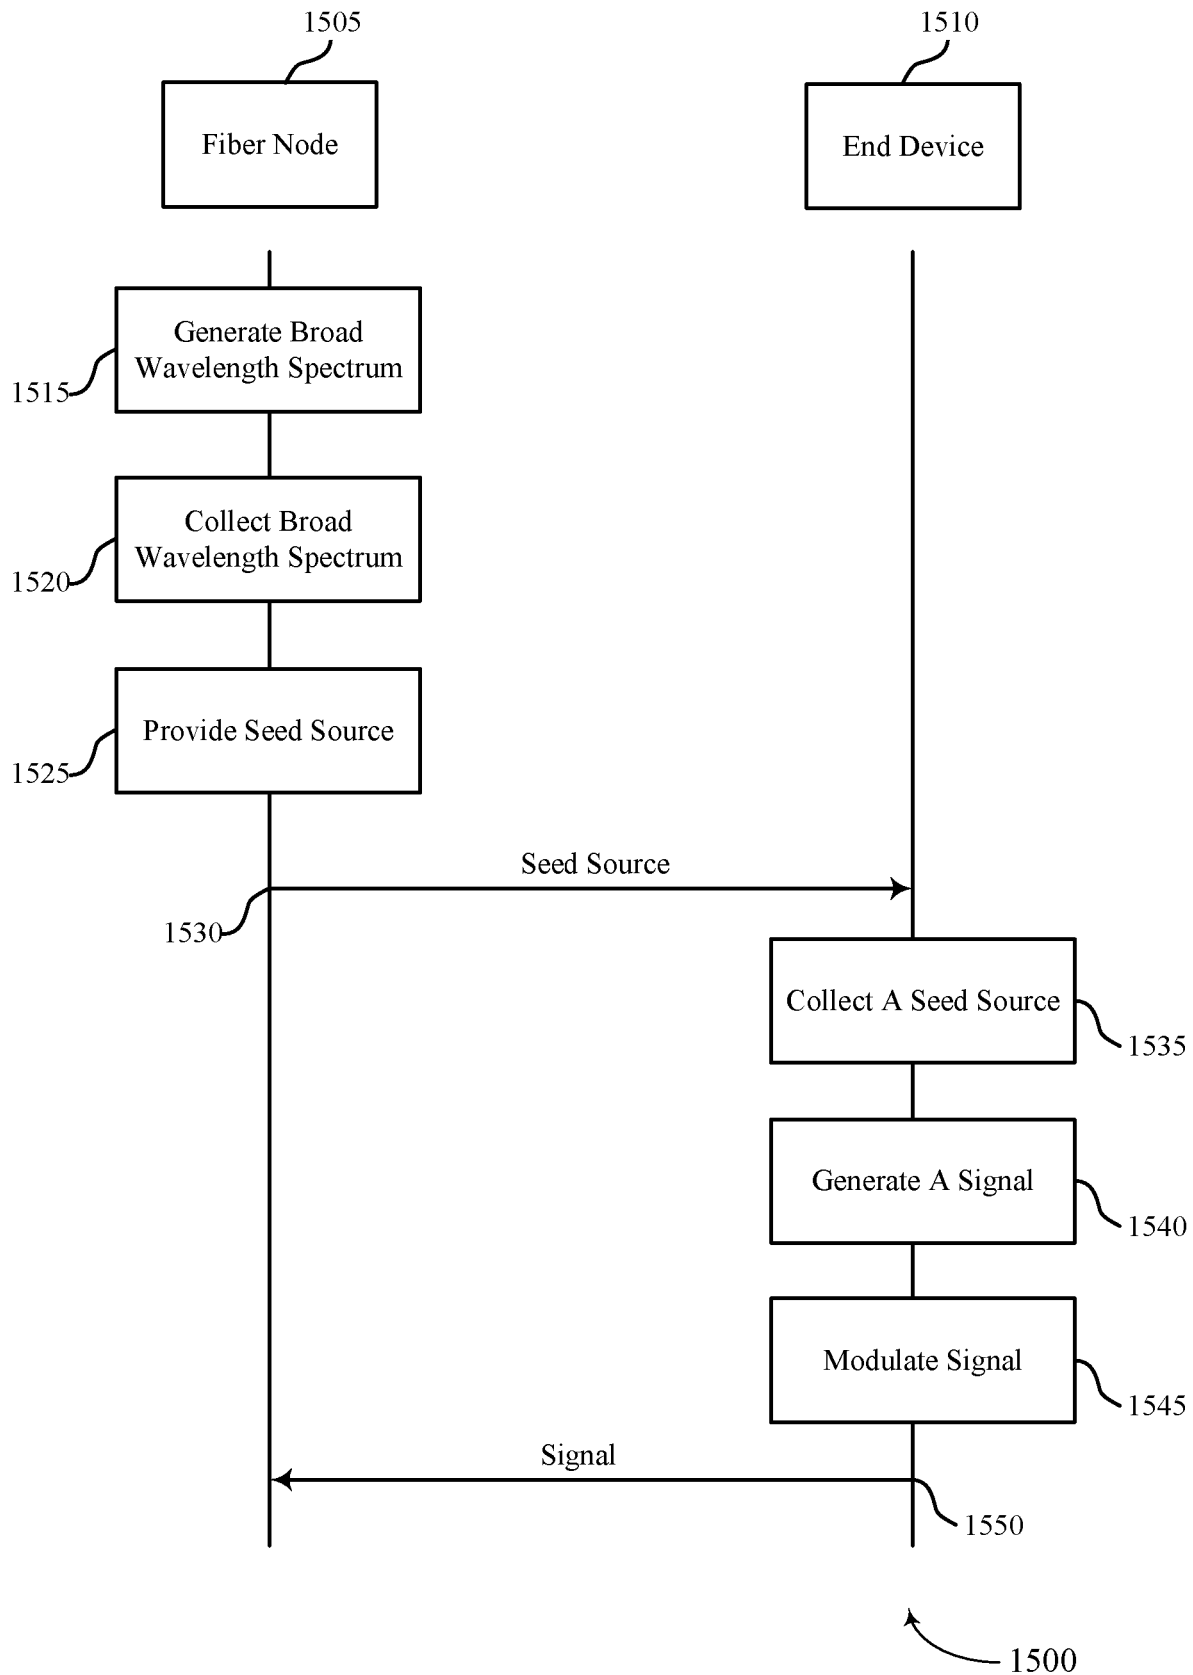 1505
1510
Fiber Node
End Device
Generate Broad
Wavelength Spectrum
1515
Collect Broad
Wavelength Spectrum
1520
Provide Seed Source
1525
Seed Source
1530
Collect A Seed Source
1535
Generate A Signal
1540
Modulate Signal
1545
Signal
1550
1500